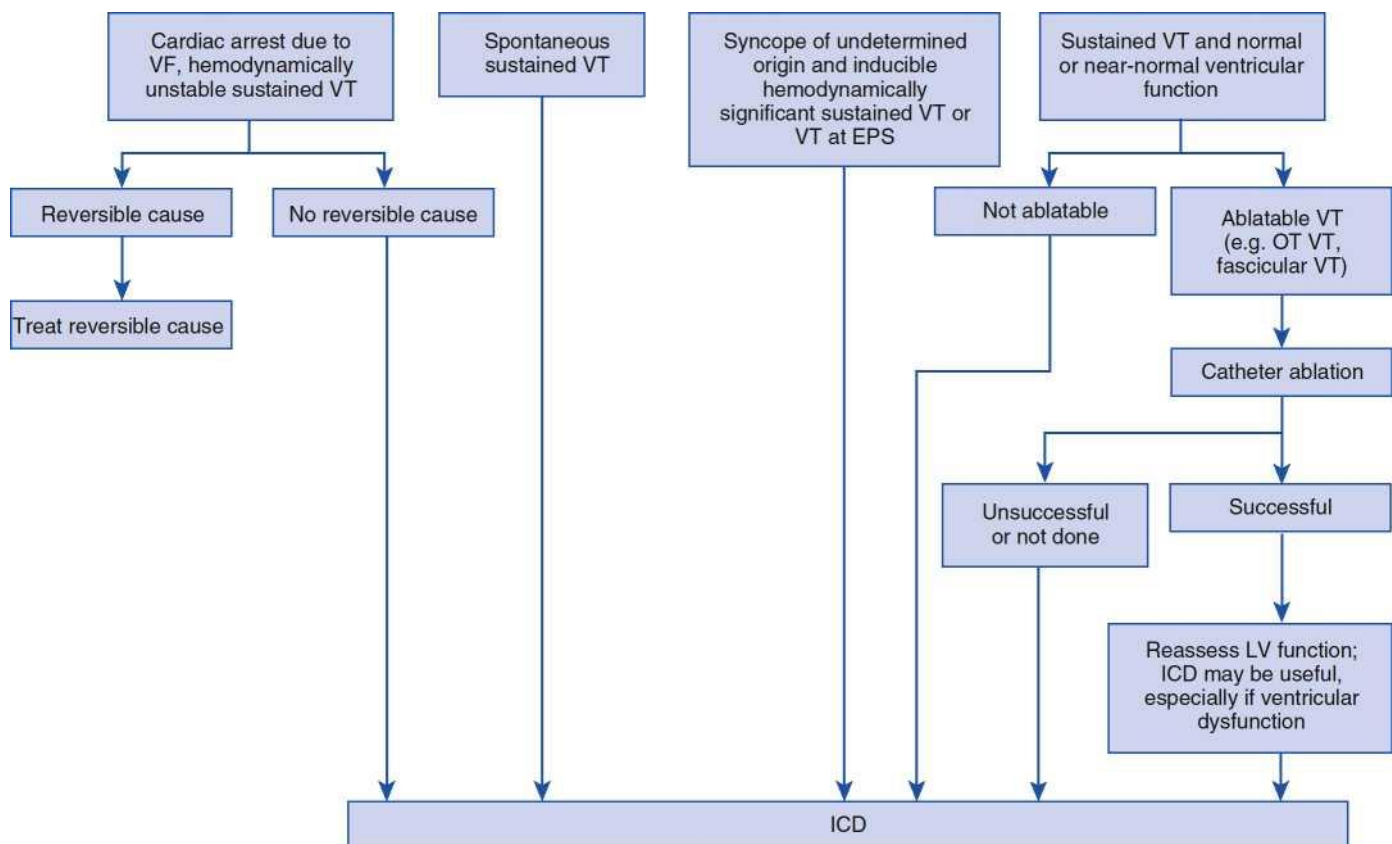 Cardiac arrest due to
VF, hemodynamically
unstable sustained VT
Spontaneous
sustained VT
Syncope of undetermined
origin and inducible
hemodynamically
significant sustained VT or
VT at EPS
Sustained VT and normal
or near-normal ventricular
function
Reversible cause
No reversible cause
Not ablatable
Ablatable VT
(e.g. OT VT,
fascicular VT)
Treat reversible cause
Catheter ablation
Unsuccessful
or not done
Successful
Reassess LV function;
ICD may be useful,
especially if ventricular
dysfunction
ICD